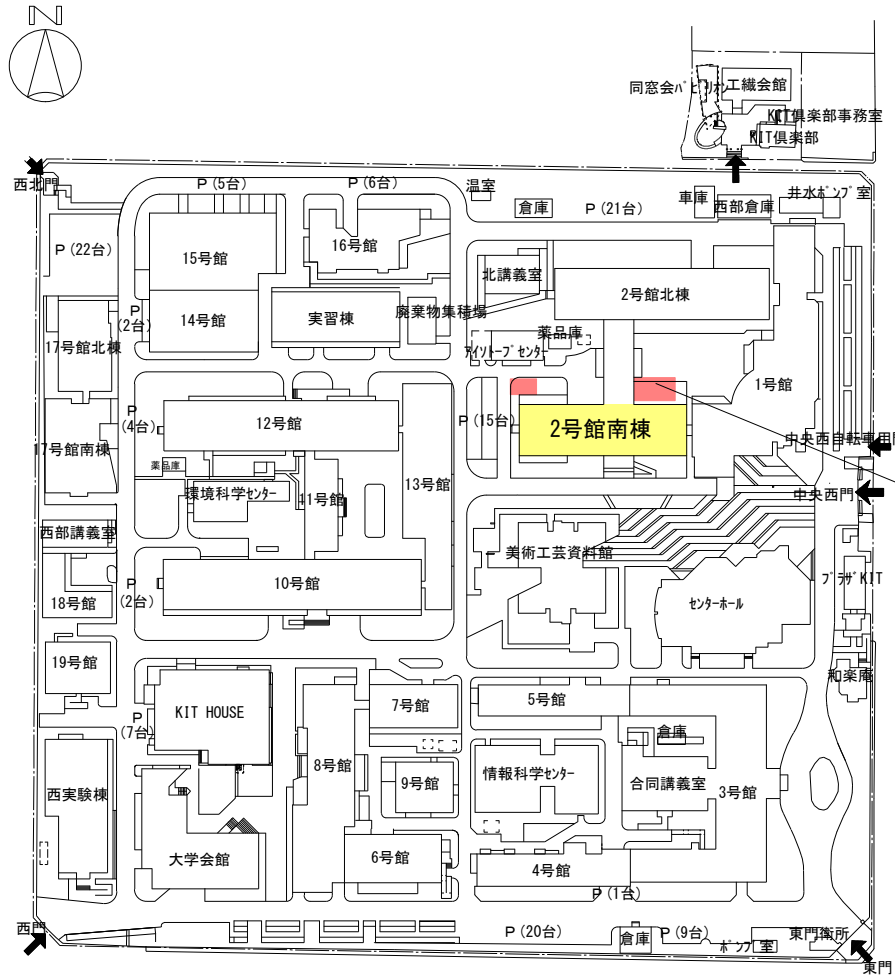 N
同窓会パビリオン
工繊会館
KIT倶楽部事務室
KIT倶楽部
西北門
P (5台)
P (6台)
温室
倉庫
P (21台)
車庫
西部倉庫
井水ポンプ室
P (22台)
15号館
16号館
北講義室
2号館北棟
P
(2台)
14号館
実習棟
廃棄物集積場
薬品庫
アイソトープセンター
17号館北棟
1号館
P
(4台)
12号館
P (15台)
2号館南棟
中央西自転車用門
17号館南棟
薬品庫
環境科学センター
11号館
13号館
中央西門
西部講義室
美術工芸資料館
10号館
P
(2台)
18号館
センターホール
プラザKIT
19号館
和楽庵
KIT HOUSE
7号館
5号館
P
(7台)
倉庫
8号館
西実験棟
9号館
情報科学センター
合同講義室
3号館
大学会館
6号館
4号館
P (1台)
西門
P (20台)
倉庫
P (9台)
ポンプ室
東門衛所
東門